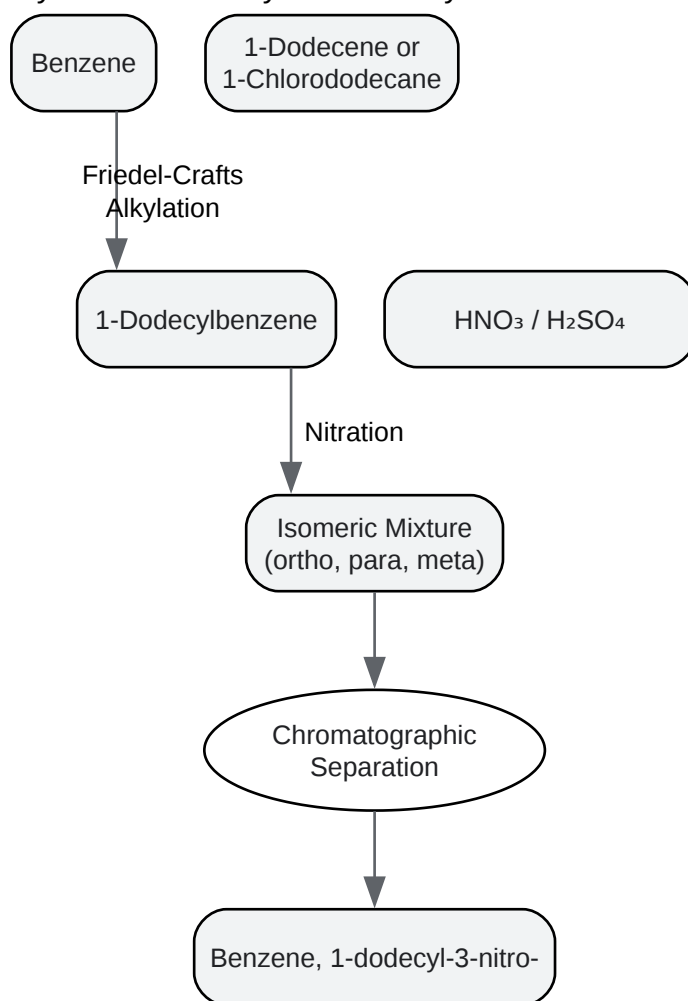 Benzene
1-Dodecene or
1-Chlorododecane
Friedel-Crafts
Alkylation
1-Dodecylbenzene
HNO₃ / H₂SO₄
Nitration
Isomeric Mixture
(ortho, para, meta)
Chromatographic
Separation
Benzene, 1-dodecyl-3-nitro-